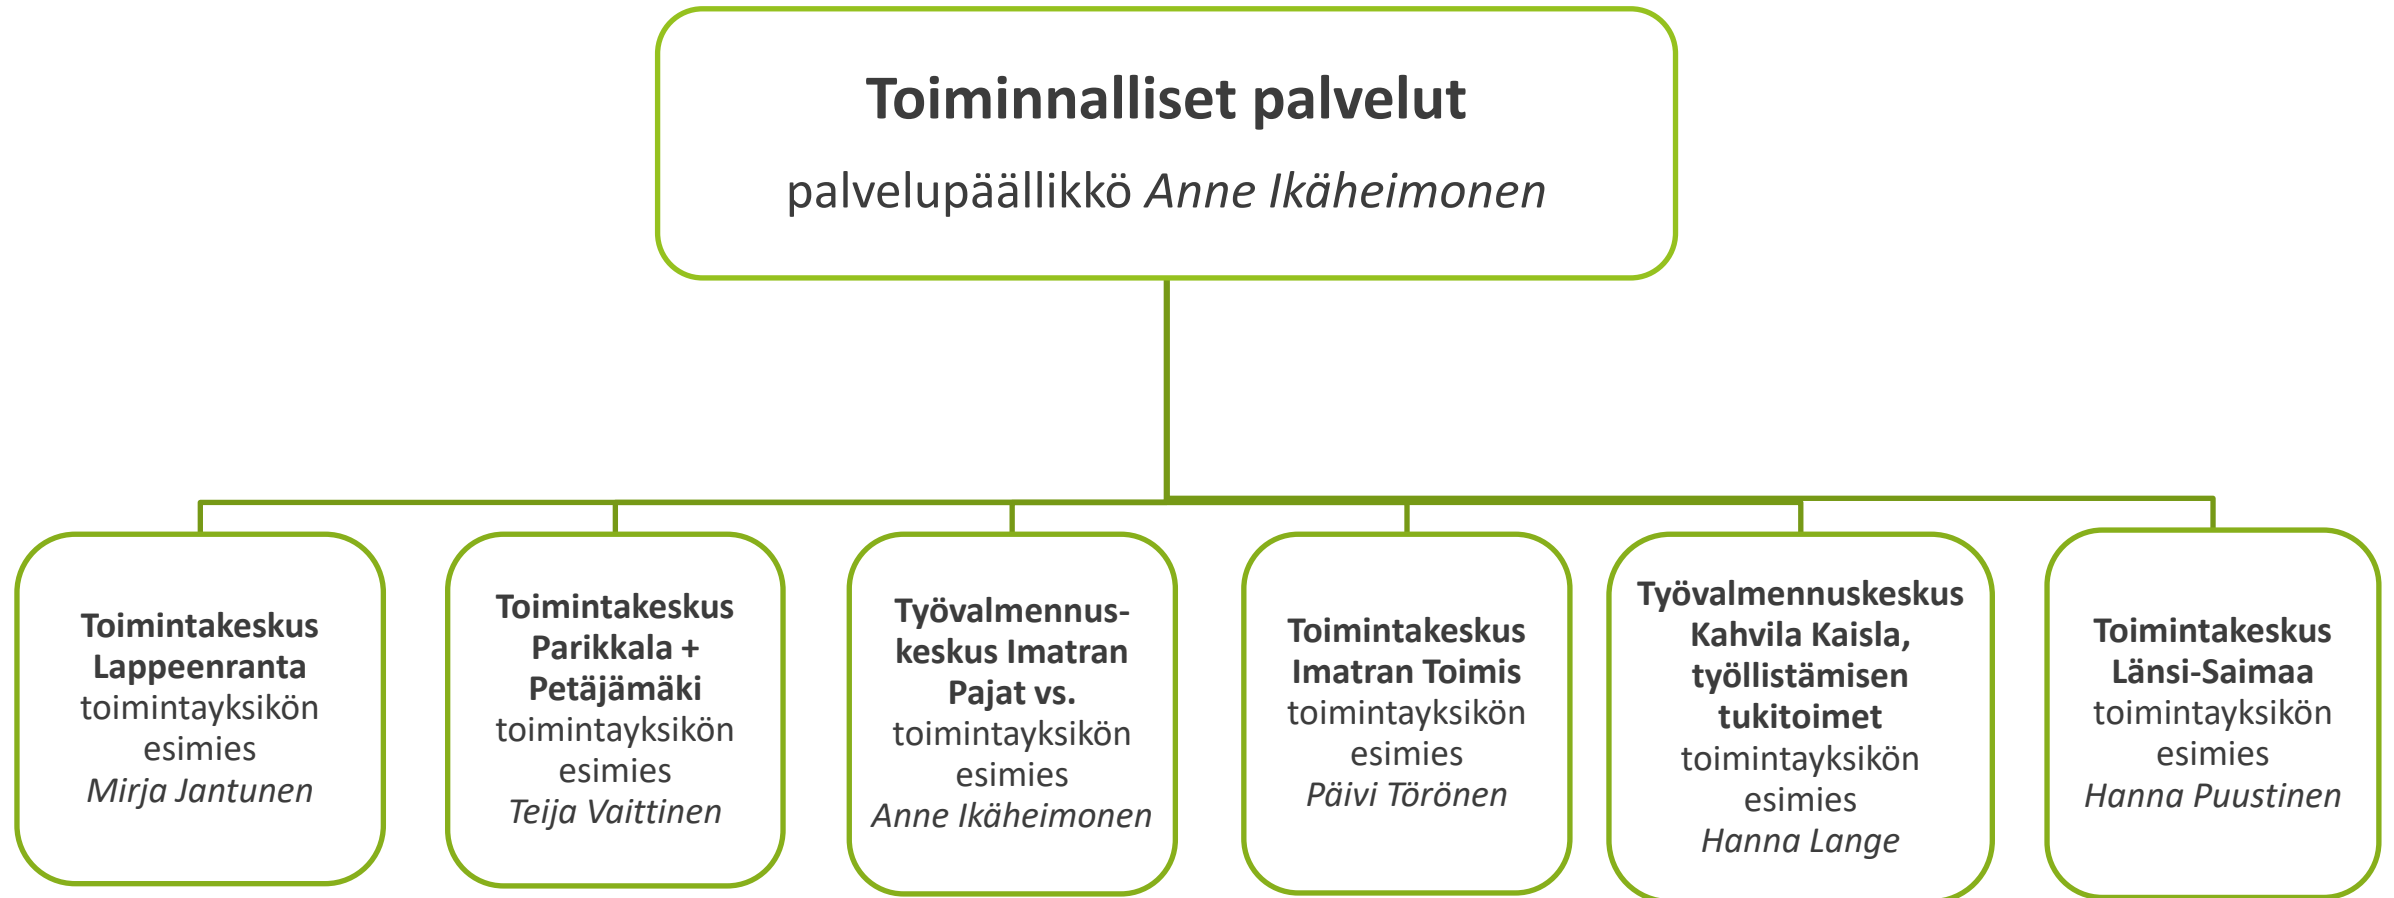 Toiminnalliset palvelut
palvelupäällikkö Anne Ikäheimonen
Toimintakeskus
Lappeenranta
toimintayksikön
esimies
Mirja Jantunen
Toimintakeskus
Parikkala +
Petäjämäki
toimintayksikön
esimies
Teija Vaittinen
Työvalmennus-
keskus Imatran
Pajat vs.
toimintayksikön
esimies
Anne Ikäheimonen
Toimintakeskus
Imatran Toimis
toimintayksikön
esimies
Päivi Törönen
Työvalmennuskeskus
Kahvila Kaisla,
työllistämisen
tukitoimet
toimintayksikön
esimies
Hanna Lange
Toimintakeskus
Länsi-Saimaa
toimintayksikön
esimies
Hanna Puustinen